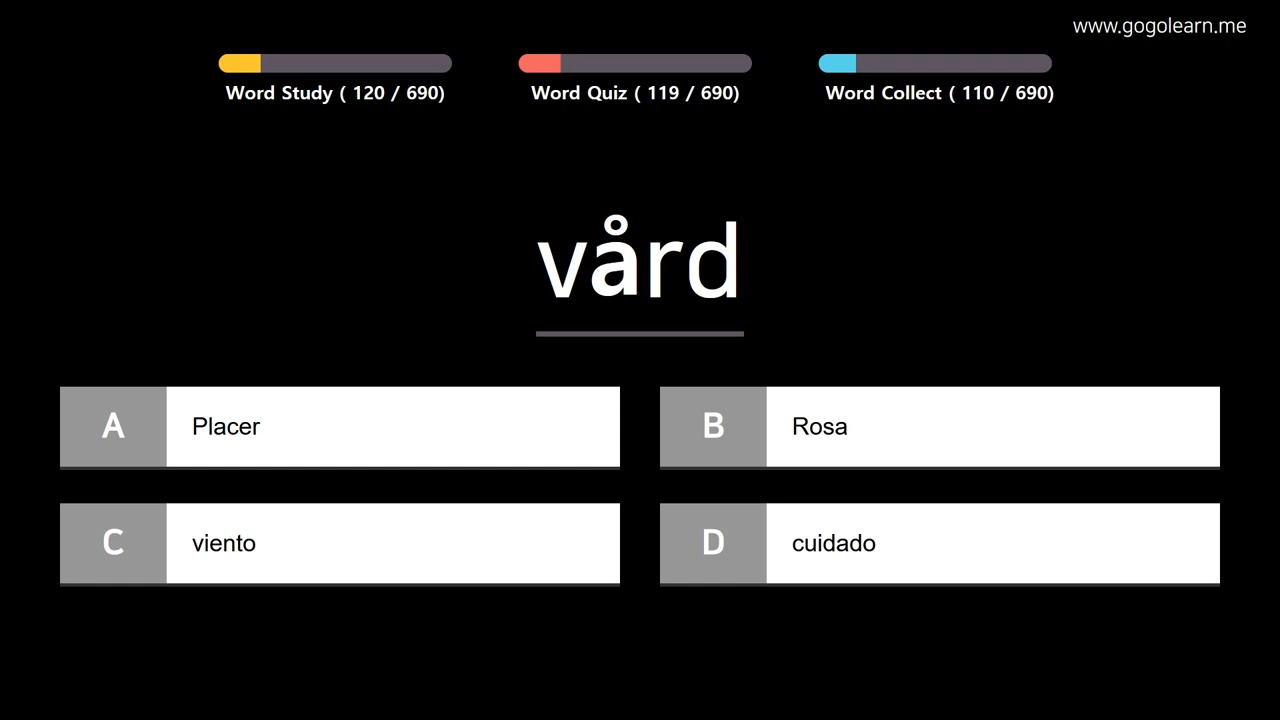 www.gogolearn.me
Word Study ( 120 / 690)
Word Quiz ( 119 / 690)
Word Collect ( 110 / 690)
vård
A Placer
B Rosa
C viento
D cuidado